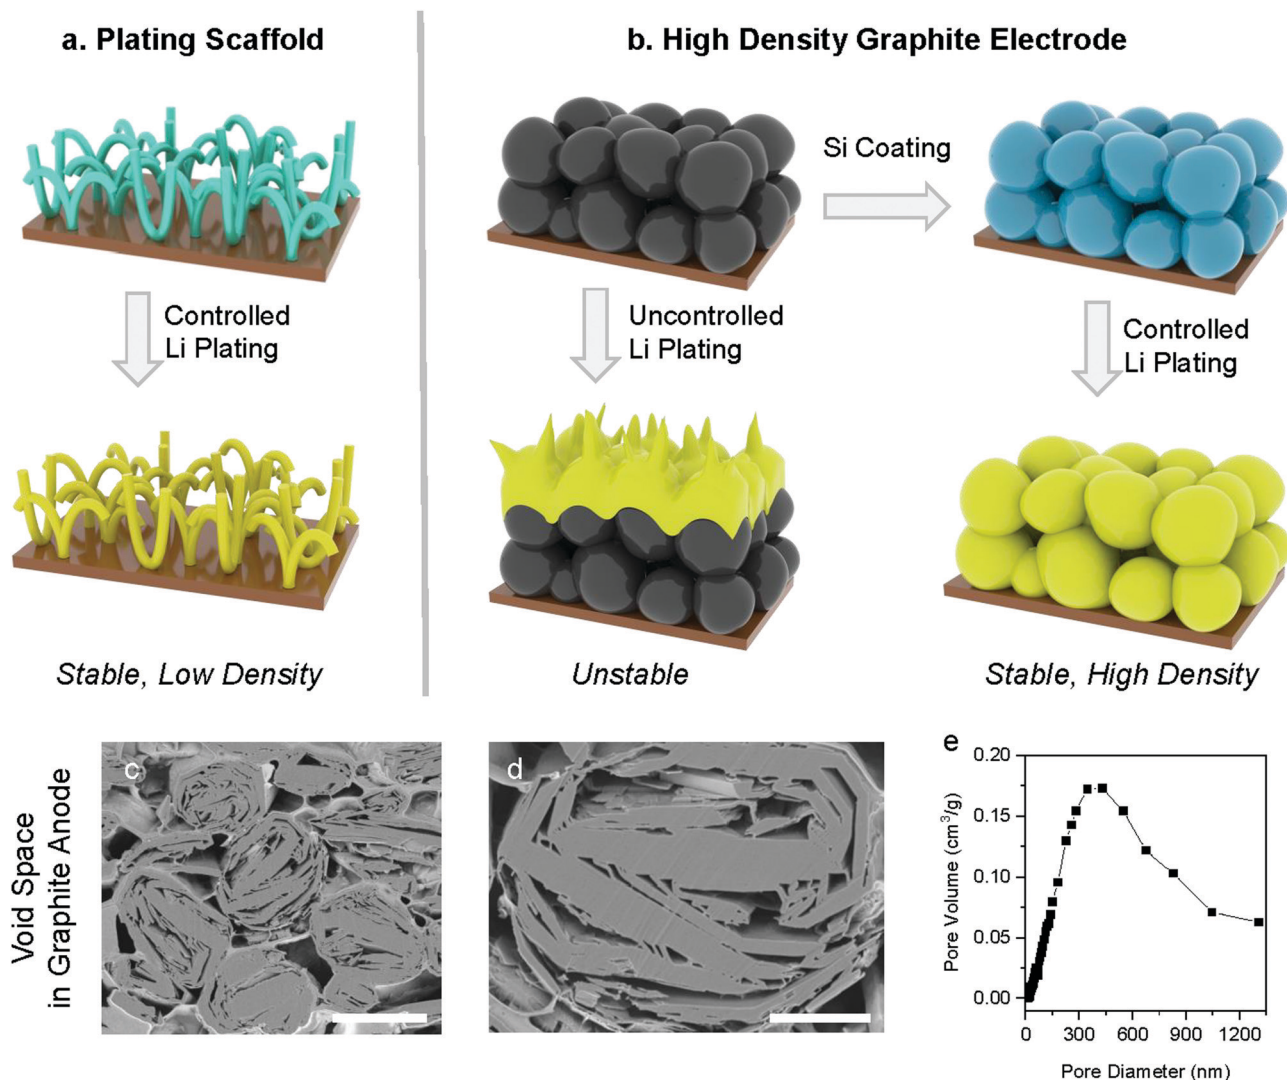 a. Plating Scaffold
b. High Density Graphite Electrode
Si Coating
Controlled
Li Plating
Uncontrolled
Li Plating
Controlled
Li Plating
Stable, Low Density
Unstable
Stable, High Density
Void Space
in Graphite Anode
c
d
e
0.20
0.15
0.10
0.05
0.00
Pore Volume (cm³/g)
0
300
600
900
1200
Pore Diameter (nm)